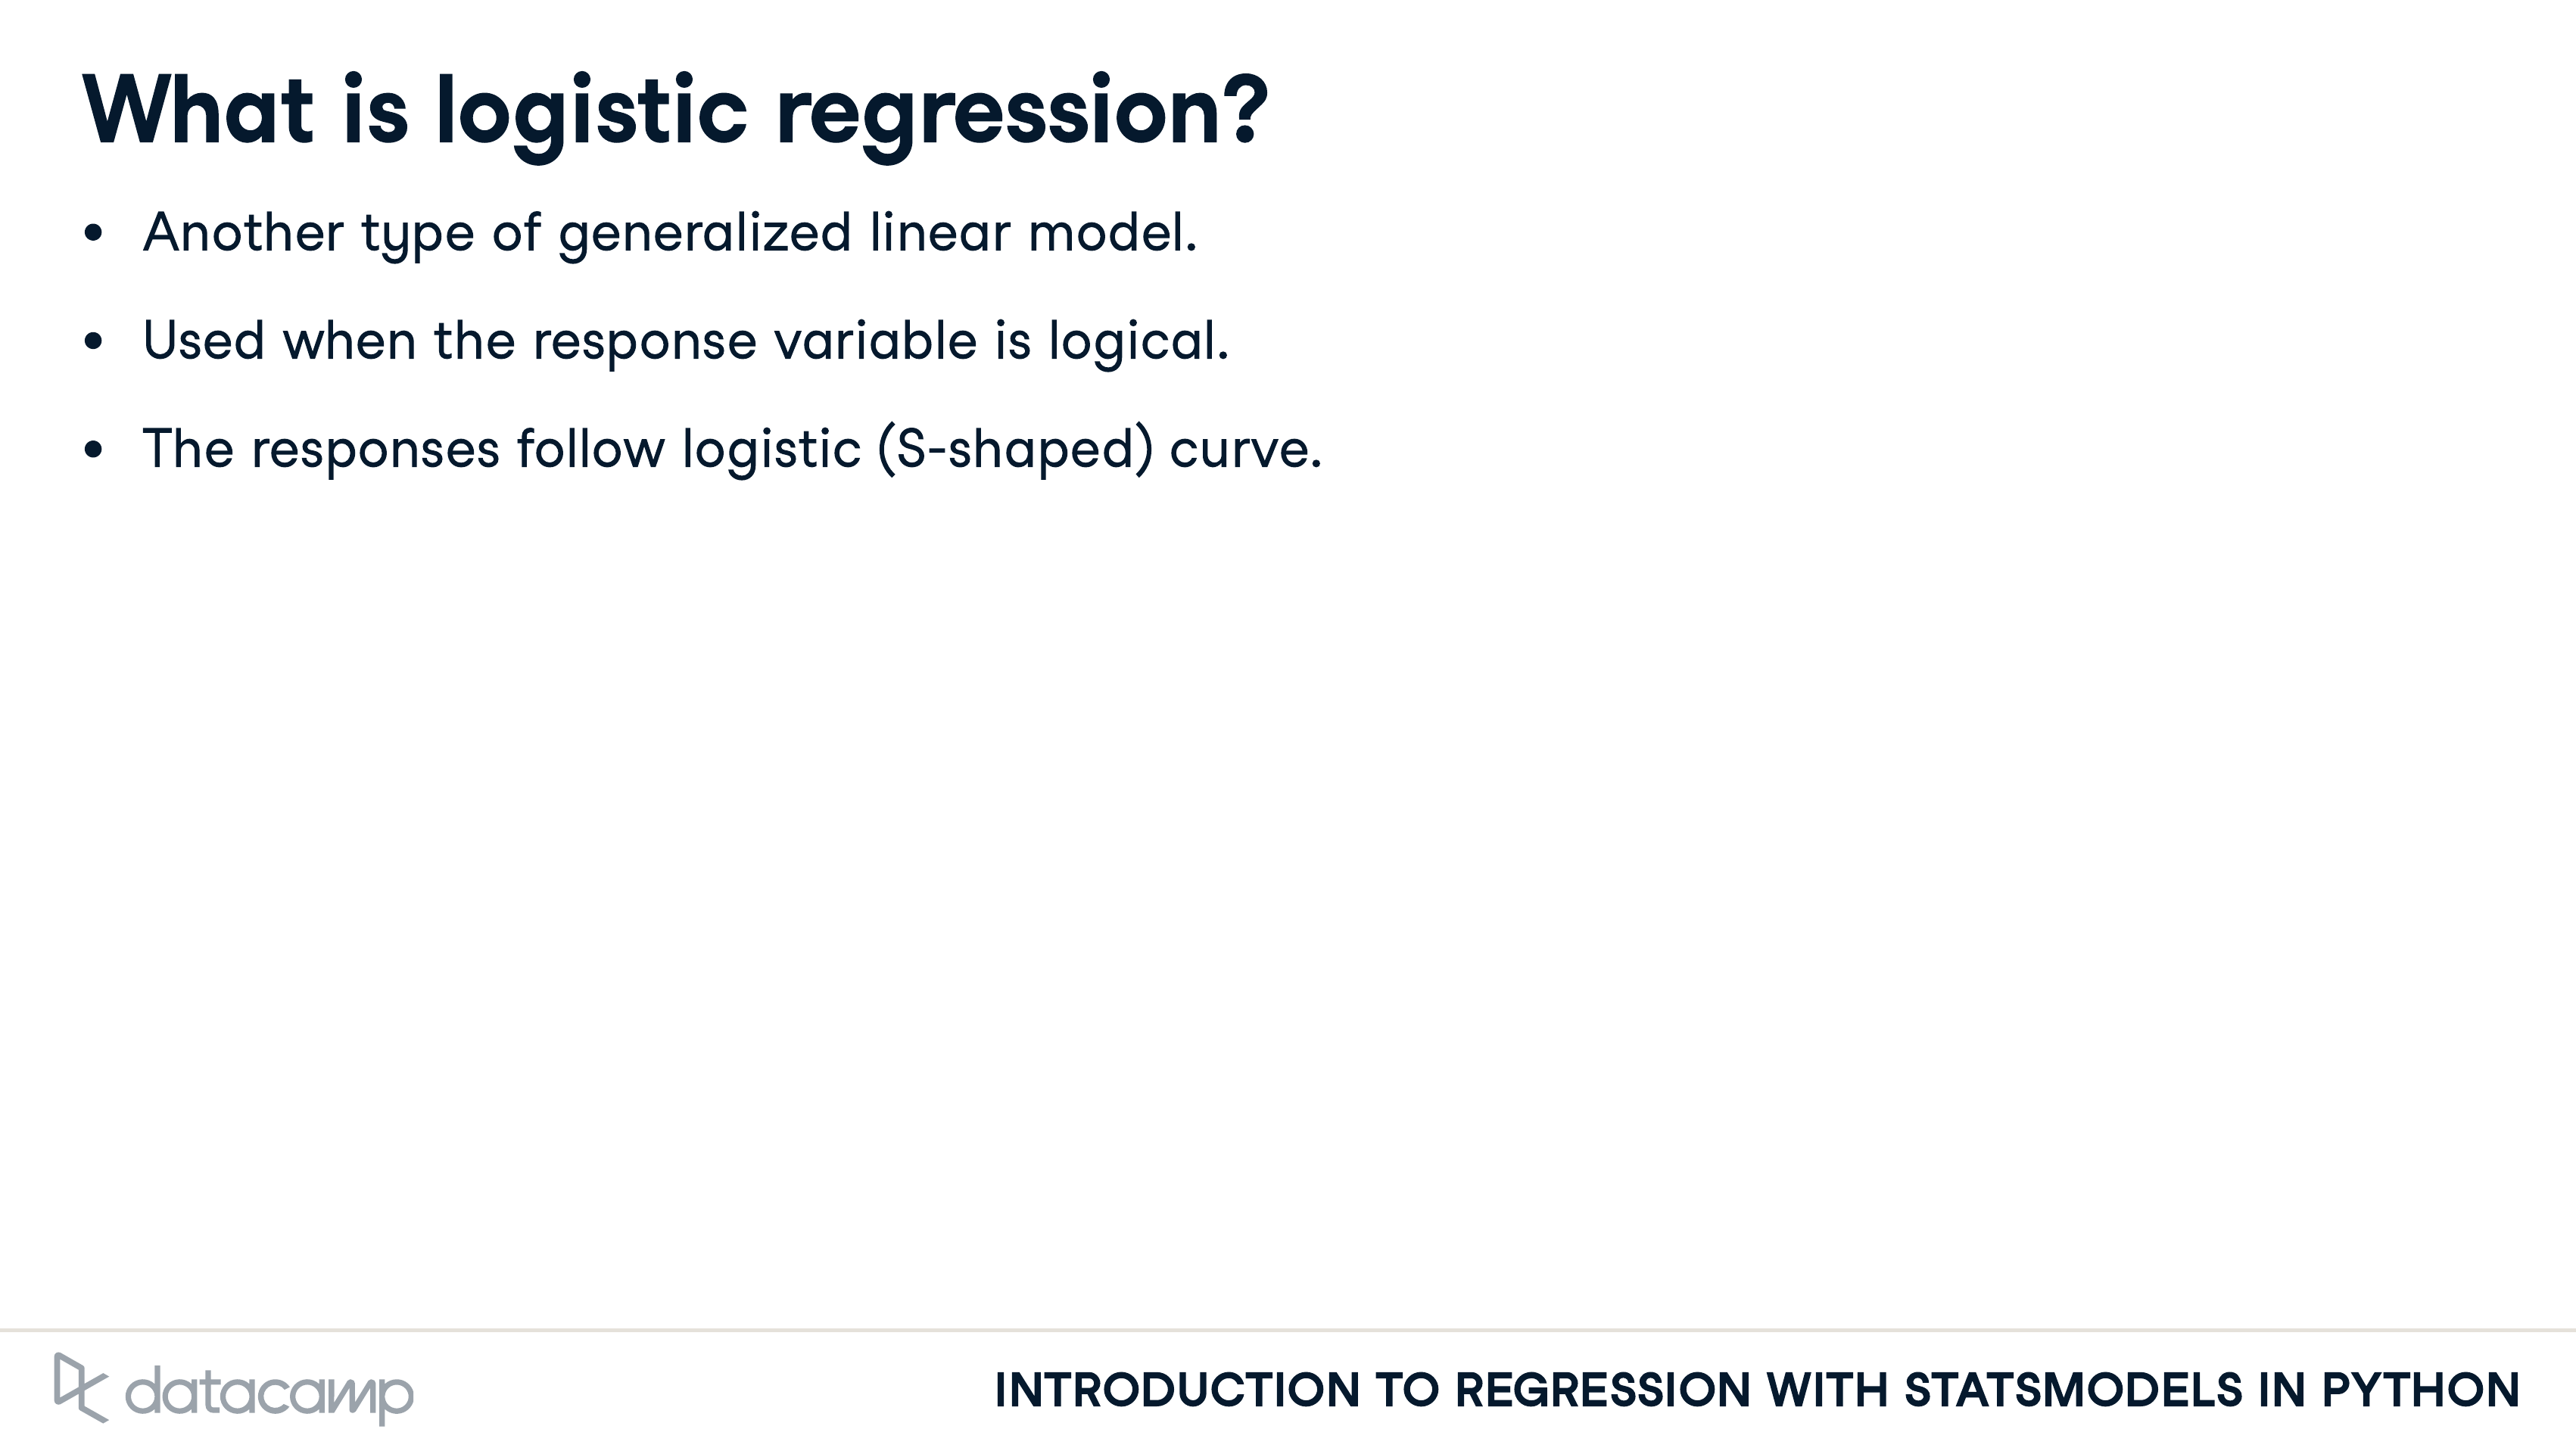 What is logistic regression?
• Another type of generalized linear model.
• Used when the response variable is logical.
• The responses follow logistic (S-shaped) curve.
datacamp
INTRODUCTION TO REGRESSION WITH STATSMODELS IN PYTHON